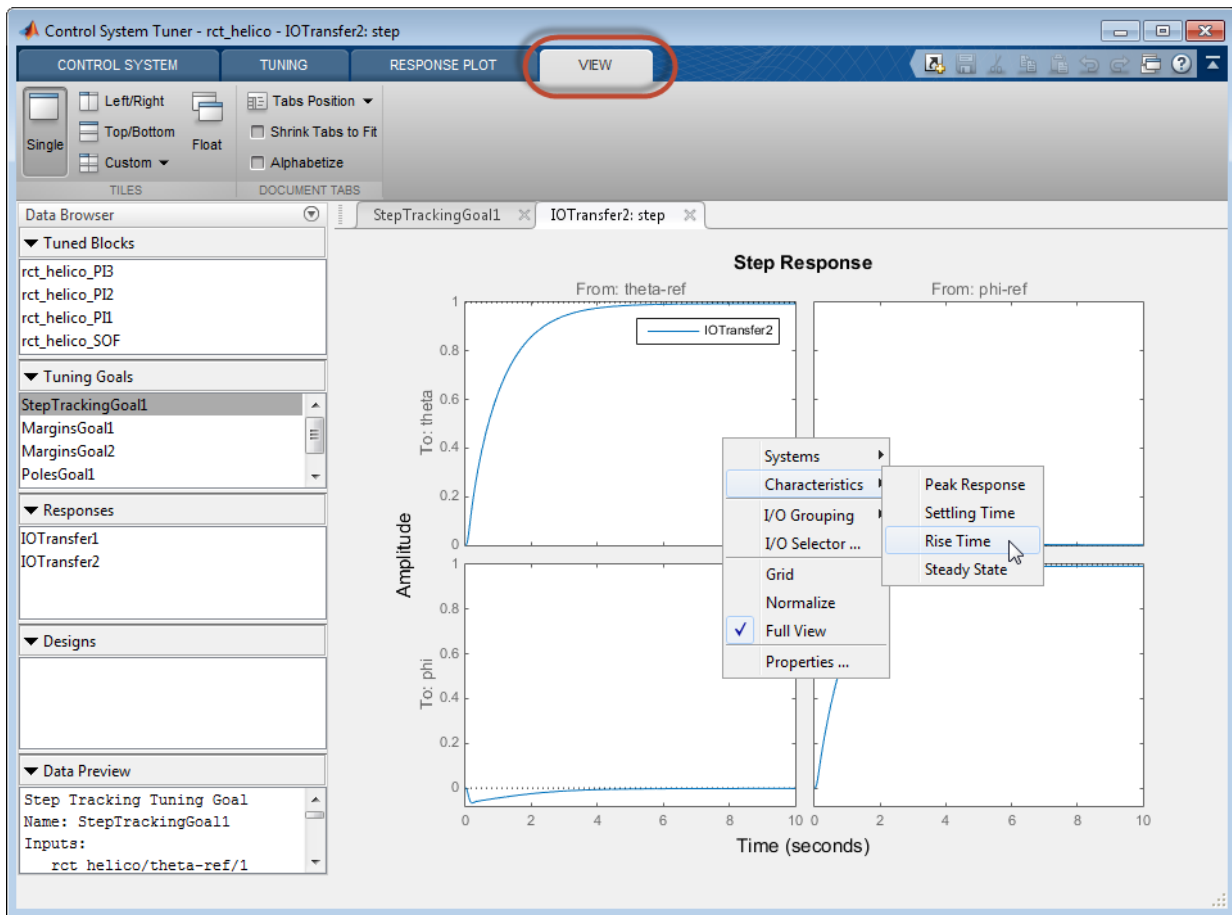 Control System Tuner - rct_helico - IOTransfer2: step
CONTROL SYSTEM
TUNING
RESPONSE PLOT
VIEW
Single
Left/Right
Top/Bottom
Custom
Float
TILES
Tabs Position
Shrink Tabs to Fit
Alphabetize
DOCUMENT TABS
Data Browser
Tuned Blocks
rct_helico_PI3
rct_helico_PI2
rct_helico_PI1
rct_helico_SOF
Tuning Goals
StepTrackingGoal1
MarginsGoal1
MarginsGoal2
PolesGoal1
Responses
IOTransfer1
IOTransfer2
Designs
Data Preview
Step Tracking Tuning Goal
Name: StepTrackingGoal1
Inputs:
rct_helico/theta-ref/1
StepTrackingGoal1
IOTransfer2: step
Step Response
From: theta-ref
From: phi-ref
IOTransfer2
To: theta
1
0.8
0.6
0.4
0.2
0
Amplitude
To: phi
1
0.8
0.6
0.4
0.2
0
0 2 4 6 8 10
0 2 4 6 8 10
Time (seconds)
Systems
Characteristics
I/O Grouping
I/O Selector ...
Grid
Normalize
Full View
Properties ...
Peak Response
Settling Time
Rise Time
Steady State